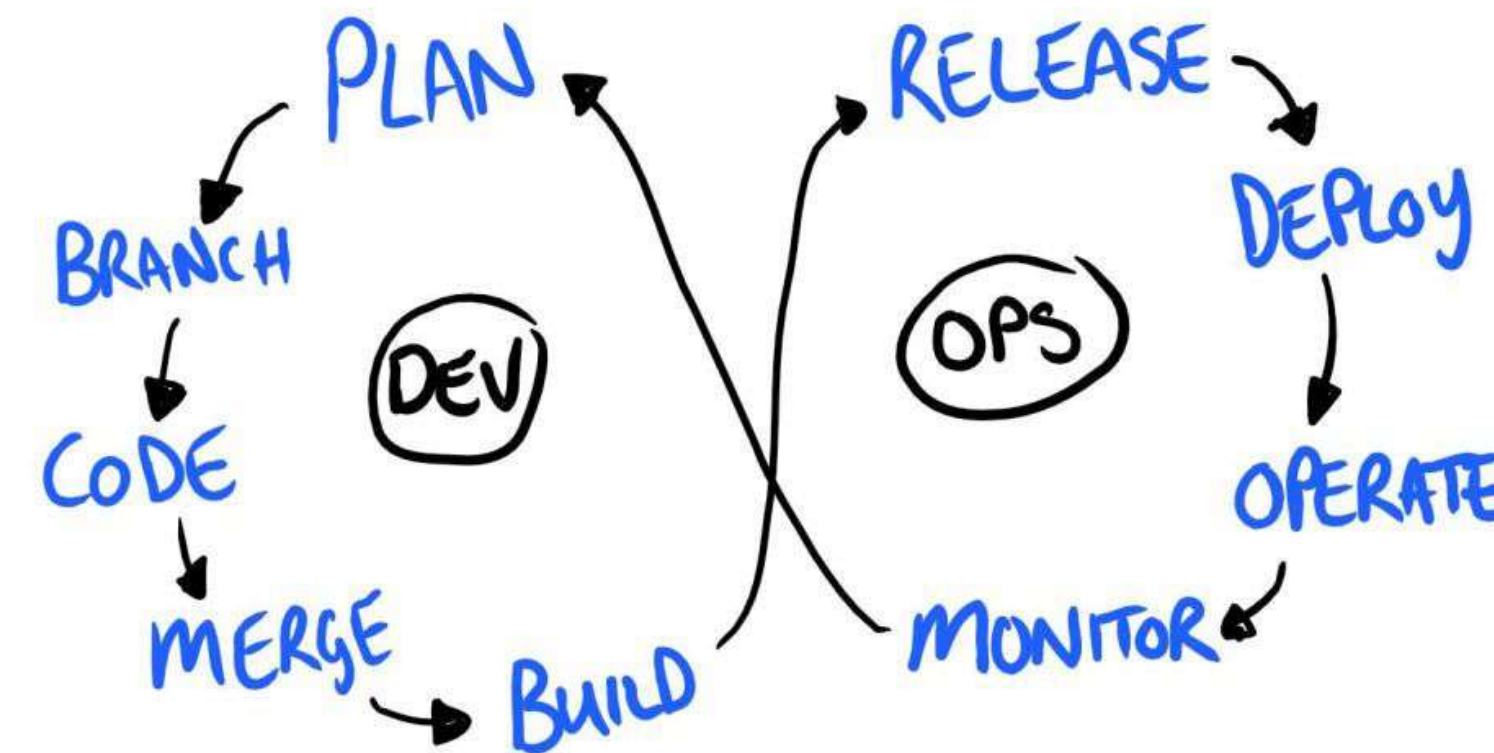 PLAN
BRANCH
CODE
MERGE
BUILD
DEV
RELEASE
DEPLOY
OPERATE
MONITOR
OPS